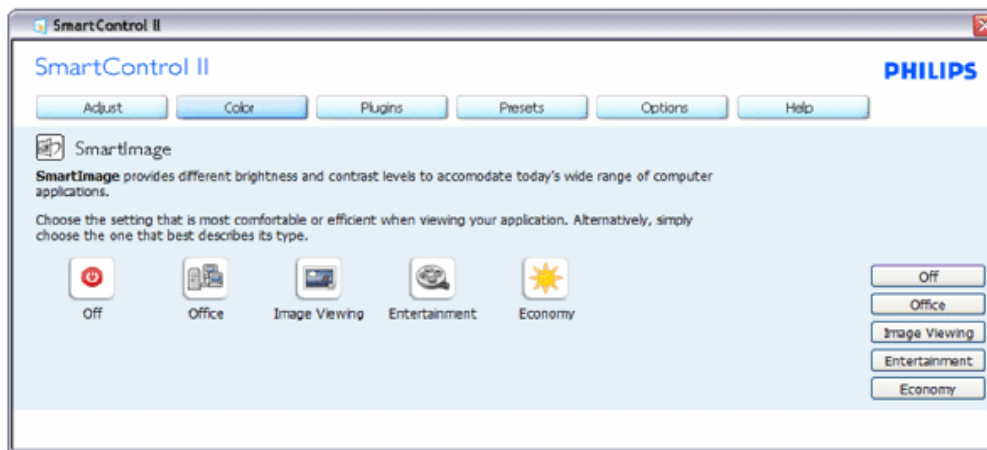 SmartControl II
SmartControl II
PHILIPS
Adjust Color Plugins Presets Options Help
SmartImage
SmartImage provides different brightness and contrast levels to accomodate today's wide range of computer
applications.
Choose the setting that is most comfortable or efficient when viewing your application. Alternatively, simply
choose the one that best describes its type.
Off Office Image Viewing Entertainment Economy
Off
Office
Image Viewing
Entertainment
Economy